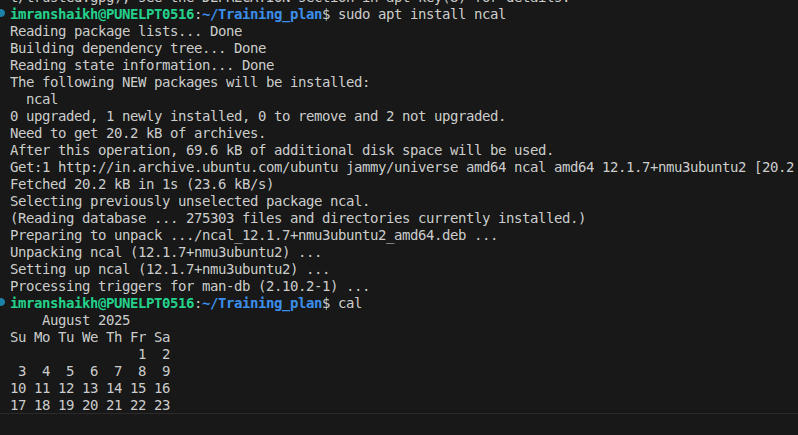 imranshaikh@PUNELPT0516:~/Training_plan$ sudo apt install ncal
Reading package lists... Done
Building dependency tree... Done
Reading state information... Done
The following NEW packages will be installed:
  ncal
0 upgraded, 1 newly installed, 0 to remove and 2 not upgraded.
Need to get 20.2 kB of archives.
After this operation, 69.6 kB of additional disk space will be used.
Get:1 http://in.archive.ubuntu.com/ubuntu jammy/universe amd64 ncal amd64 12.1.7+nmu3ubuntu2 [20.2
Fetched 20.2 kB in 1s (23.6 kB/s)
Selecting previously unselected package ncal.
(Reading database ... 275303 files and directories currently installed.)
Preparing to unpack .../ncal_12.1.7+nmu3ubuntu2_amd64.deb ...
Unpacking ncal (12.1.7+nmu3ubuntu2) ...
Setting up ncal (12.1.7+nmu3ubuntu2) ...
Processing triggers for man-db (2.10.2-1) ...
imranshaikh@PUNELPT0516:~/Training_plan$ cal
    August 2025
Su Mo Tu We Th Fr Sa
                1  2
 3  4  5  6  7  8  9
10 11 12 13 14 15 16
17 18 19 20 21 22 23